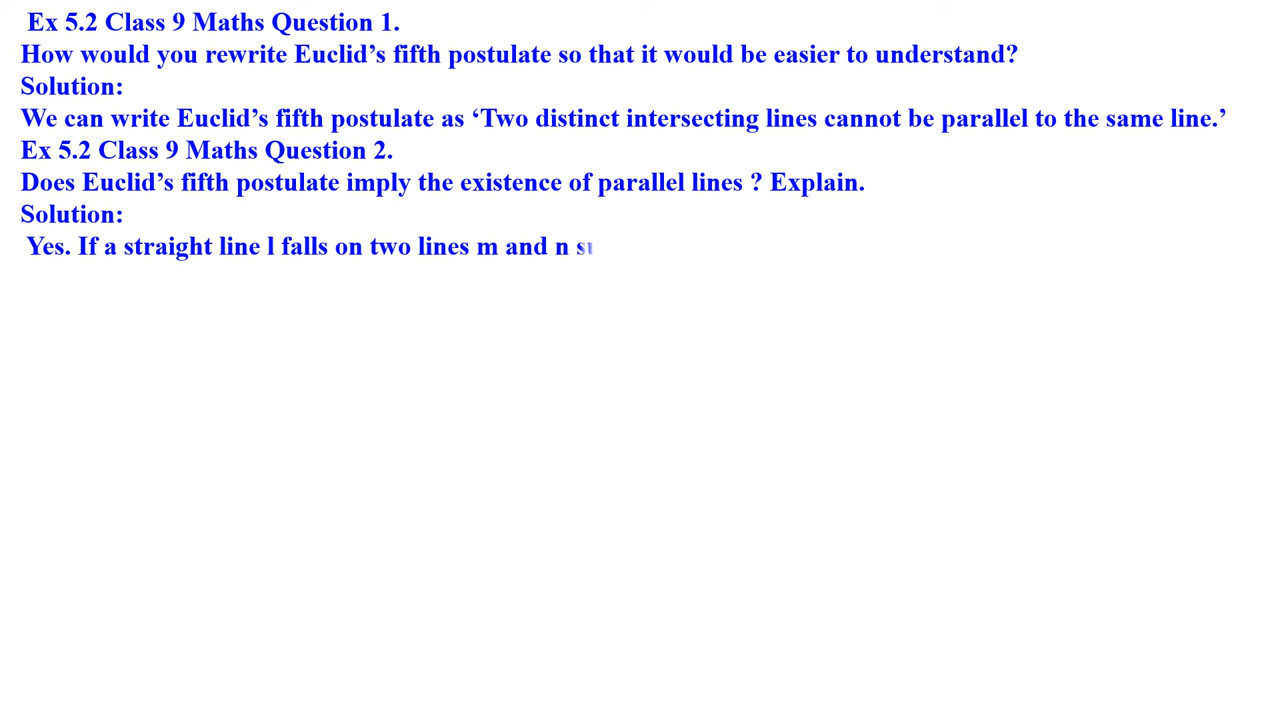 Ex 5.2 Class 9 Maths Question 1.
How would you rewrite Euclid’s fifth postulate so that it would be easier to understand?
Solution:
We can write Euclid’s fifth postulate as ‘Two distinct intersecting lines cannot be parallel to the same line.’
Ex 5.2 Class 9 Maths Question 2.
Does Euclid’s fifth postulate imply the existence of parallel lines ? Explain.
Solution:
Yes. If a straight line l falls on two lines m and n